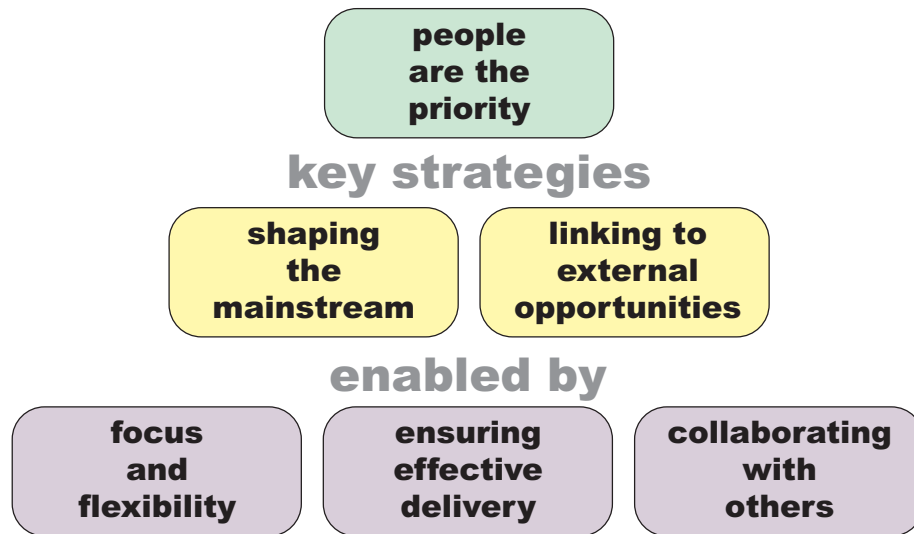 people
are the
priority
key strategies
shaping
the
mainstream
linking to
external
opportunities
enabled by
focus
and
flexibility
ensuring
effective
delivery
collaborating
with
others